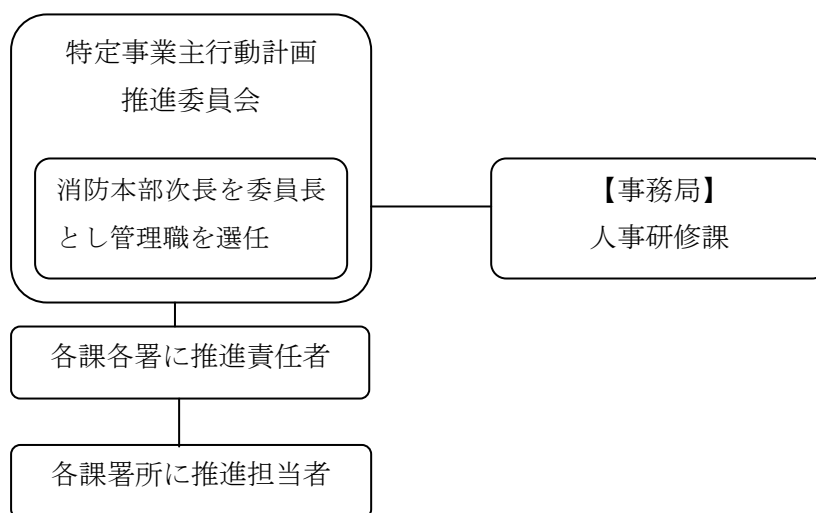 特定事業主行動計画
推進委員会
消防本部次長を委員長
とし管理職を選任
【事務局】
人事研修課
各課各署に推進責任者
各課署所に推進担当者